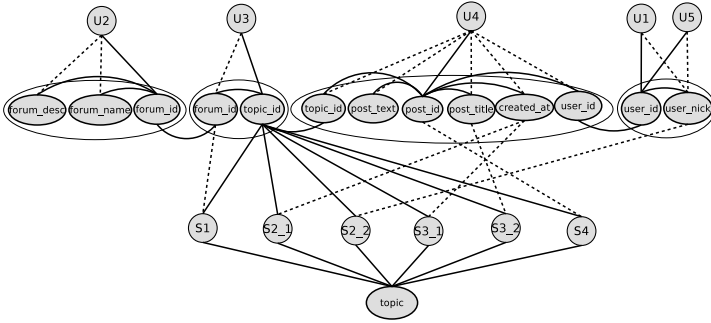 U2 U3 U4 U1 U5
forum_desc forum_name forum_id forum_id topic_id topic_id post_text post_id post_title created_at user_id user_id user_nick
S1 S2_1 S2_2 S3_1 S3_2 S4
topic